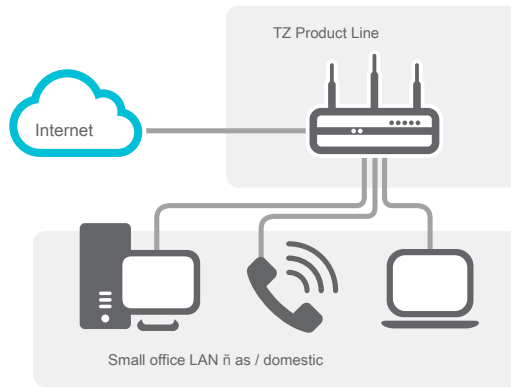 TZ Product Line
Internet
Small office LAN ñ as / domestic